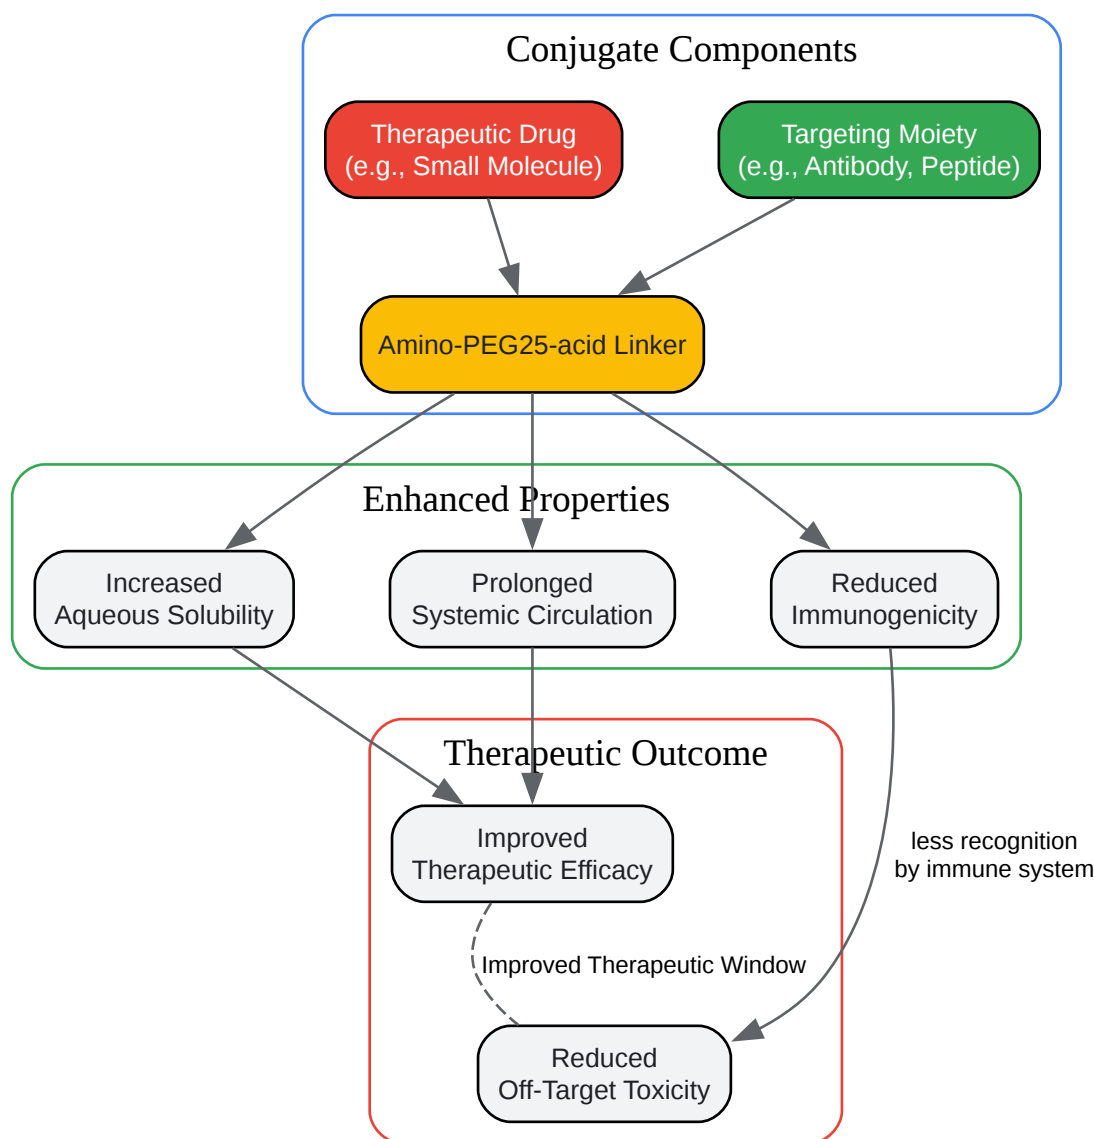 Conjugate Components
Therapeutic Drug
(e.g., Small Molecule)
Targeting Moiety
(e.g., Antibody, Peptide)
Amino-PEG25-acid Linker
Enhanced Properties
Increased
Aqueous Solubility
Prolonged
Systemic Circulation
Reduced
Immunogenicity
Therapeutic Outcome
Improved
Therapeutic Efficacy
less recognition
by immune system
Improved Therapeutic Window
Reduced
Off-Target Toxicity